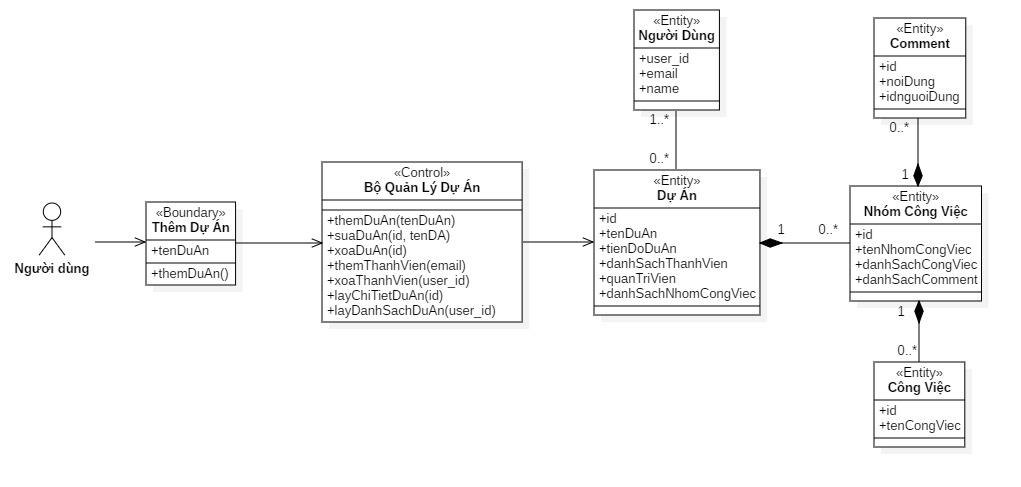 Người dùng
«Boundary»
Thêm Dự Án
+tenDuAn
+themDuAn()
«Control»
Bộ Quản Lý Dự Án
+themDuAn(tenDuAn)
+suaDuAn(id, tenDA)
+xoaDuAn(id)
+themThanhVien(email)
+xoaThanhVien(user_id)
+layChiTietDuAn(id)
+layDanhSachDuAn(user_id)
«Entity»
Người Dùng
+user_id
+email
+name
1..*
0..*
«Entity»
Dự Án
+id
+tenDuAn
+tienDoDuAn
+danhSachThanhVien
+quanTriVien
+danhSachNhomCongViec
1
0..*
«Entity»
Comment
+id
+noiDung
+idnguoiDung
0..*
1
«Entity»
Nhóm Công Việc
+id
+tenNhomCongViec
+danhSachCongViec
+danhSachComment
1
0..*
«Entity»
Công Việc
+id
+tenCongViec